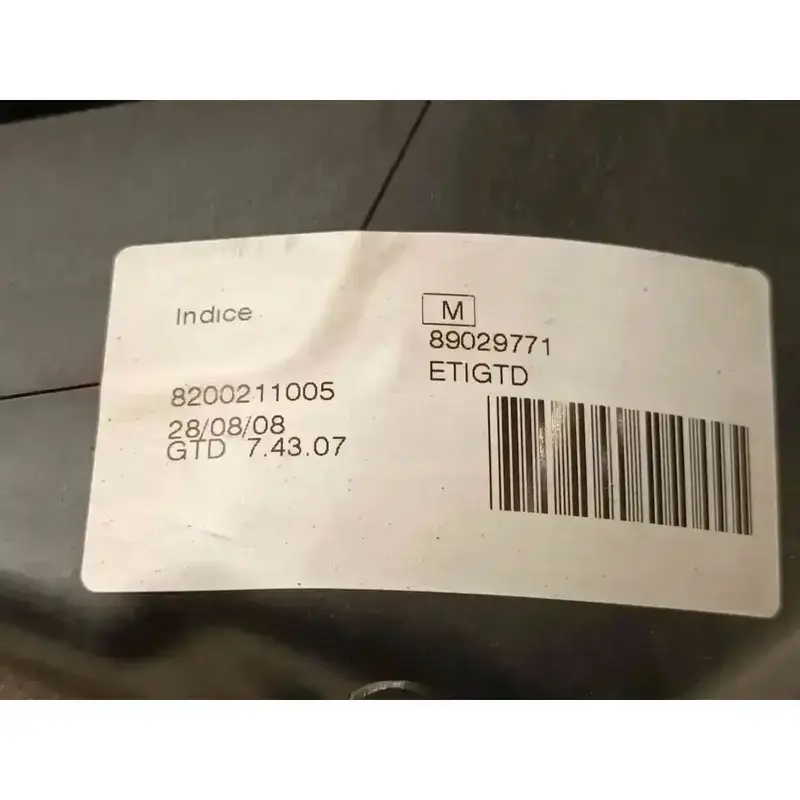 Indice
M
89029771
ETIGTD
8200211005
28/08/08
GTD 7.43.07